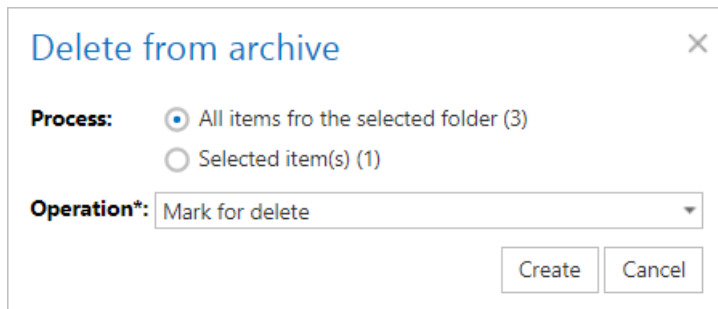 Delete from archive
Process:
All items fro the selected folder (3)
Selected item(s) (1)
Operation*: Mark for delete
Create Cancel